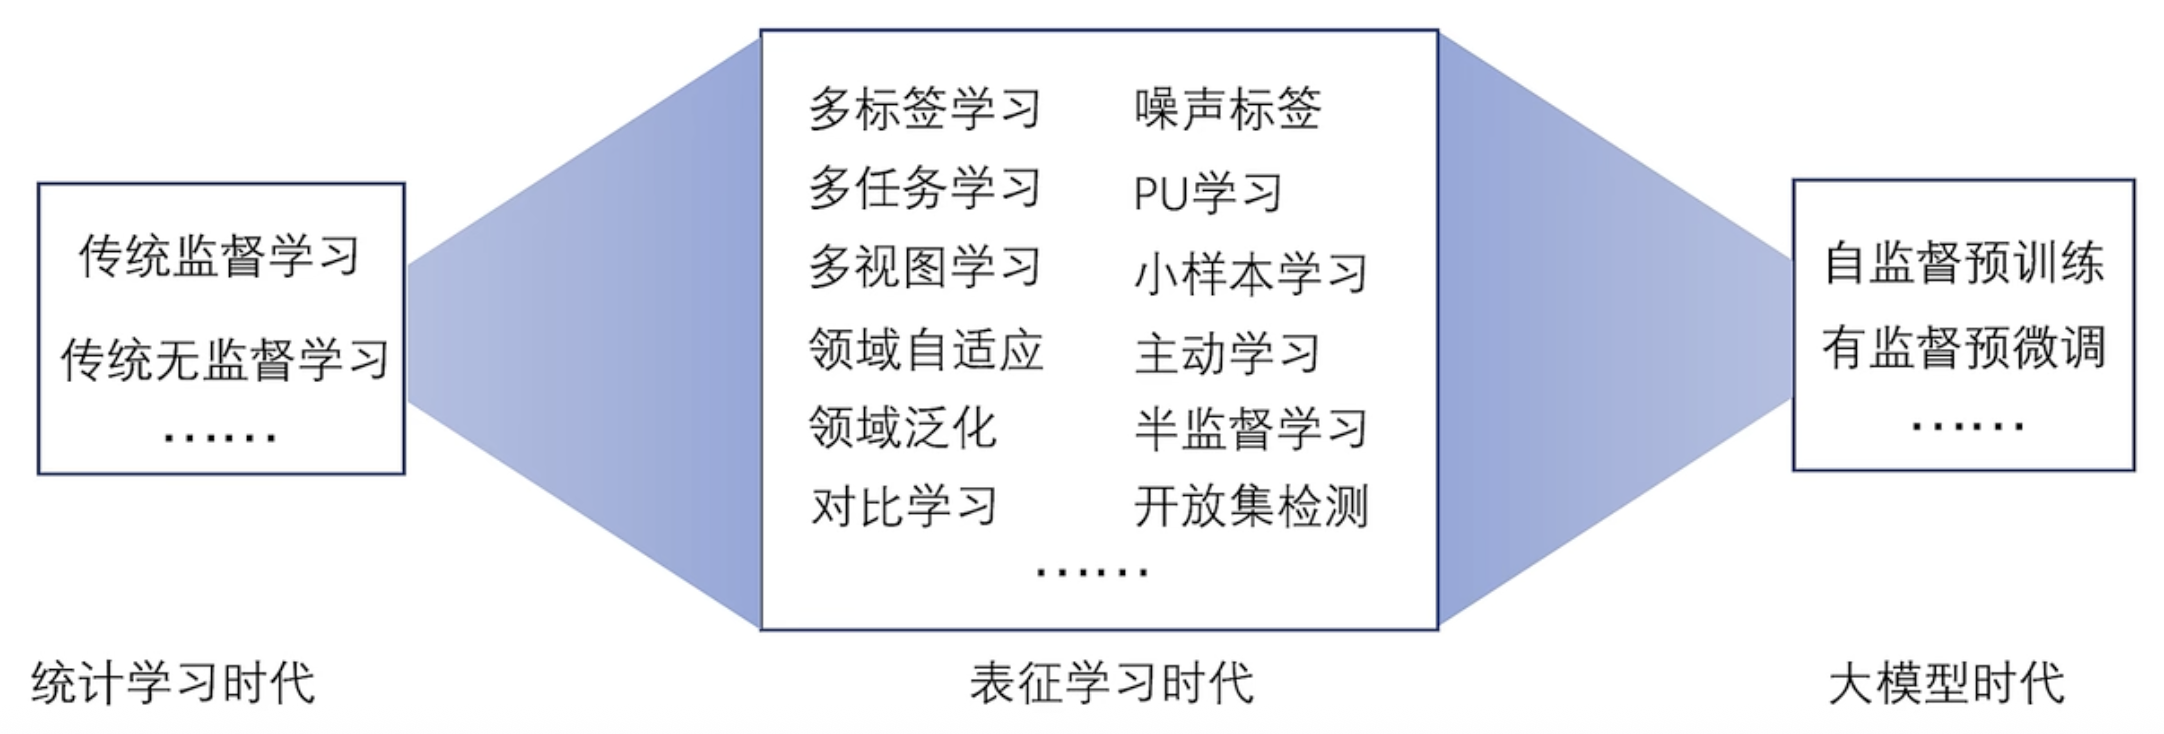 传统监督学习
传统无监督学习
……
统计学习时代
多标签学习
多任务学习
多视图学习
领域自适应
领域泛化
对比学习
噪声标签
PU学习
小样本学习
主动学习
半监督学习
开放集检测
……
表征学习时代
自监督预训练
有监督预微调
……
大模型时代